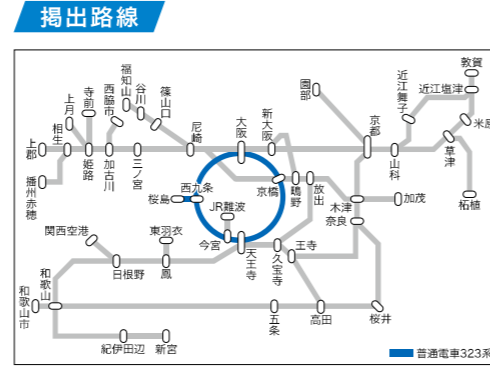 掲出路線
敦賀
近江塩津
近江舞子
米原
草津
柘植
山科
京都
園部
新大阪
大阪
尼崎
篠山口
谷川
福知山
西脇市
寺前
上月
相生
上郡
播州赤穂
姫路
加古川
三ノ宮
西九条
桜島
JR難波
京橋
鴫野
放出
木津
加茂
奈良
今宮
天王寺
久宝寺
王寺
東羽衣
関西空港
日根野
鳳
和歌山
和歌山市
五条
高田
桜井
紀伊田辺
新宮
普通電車323系